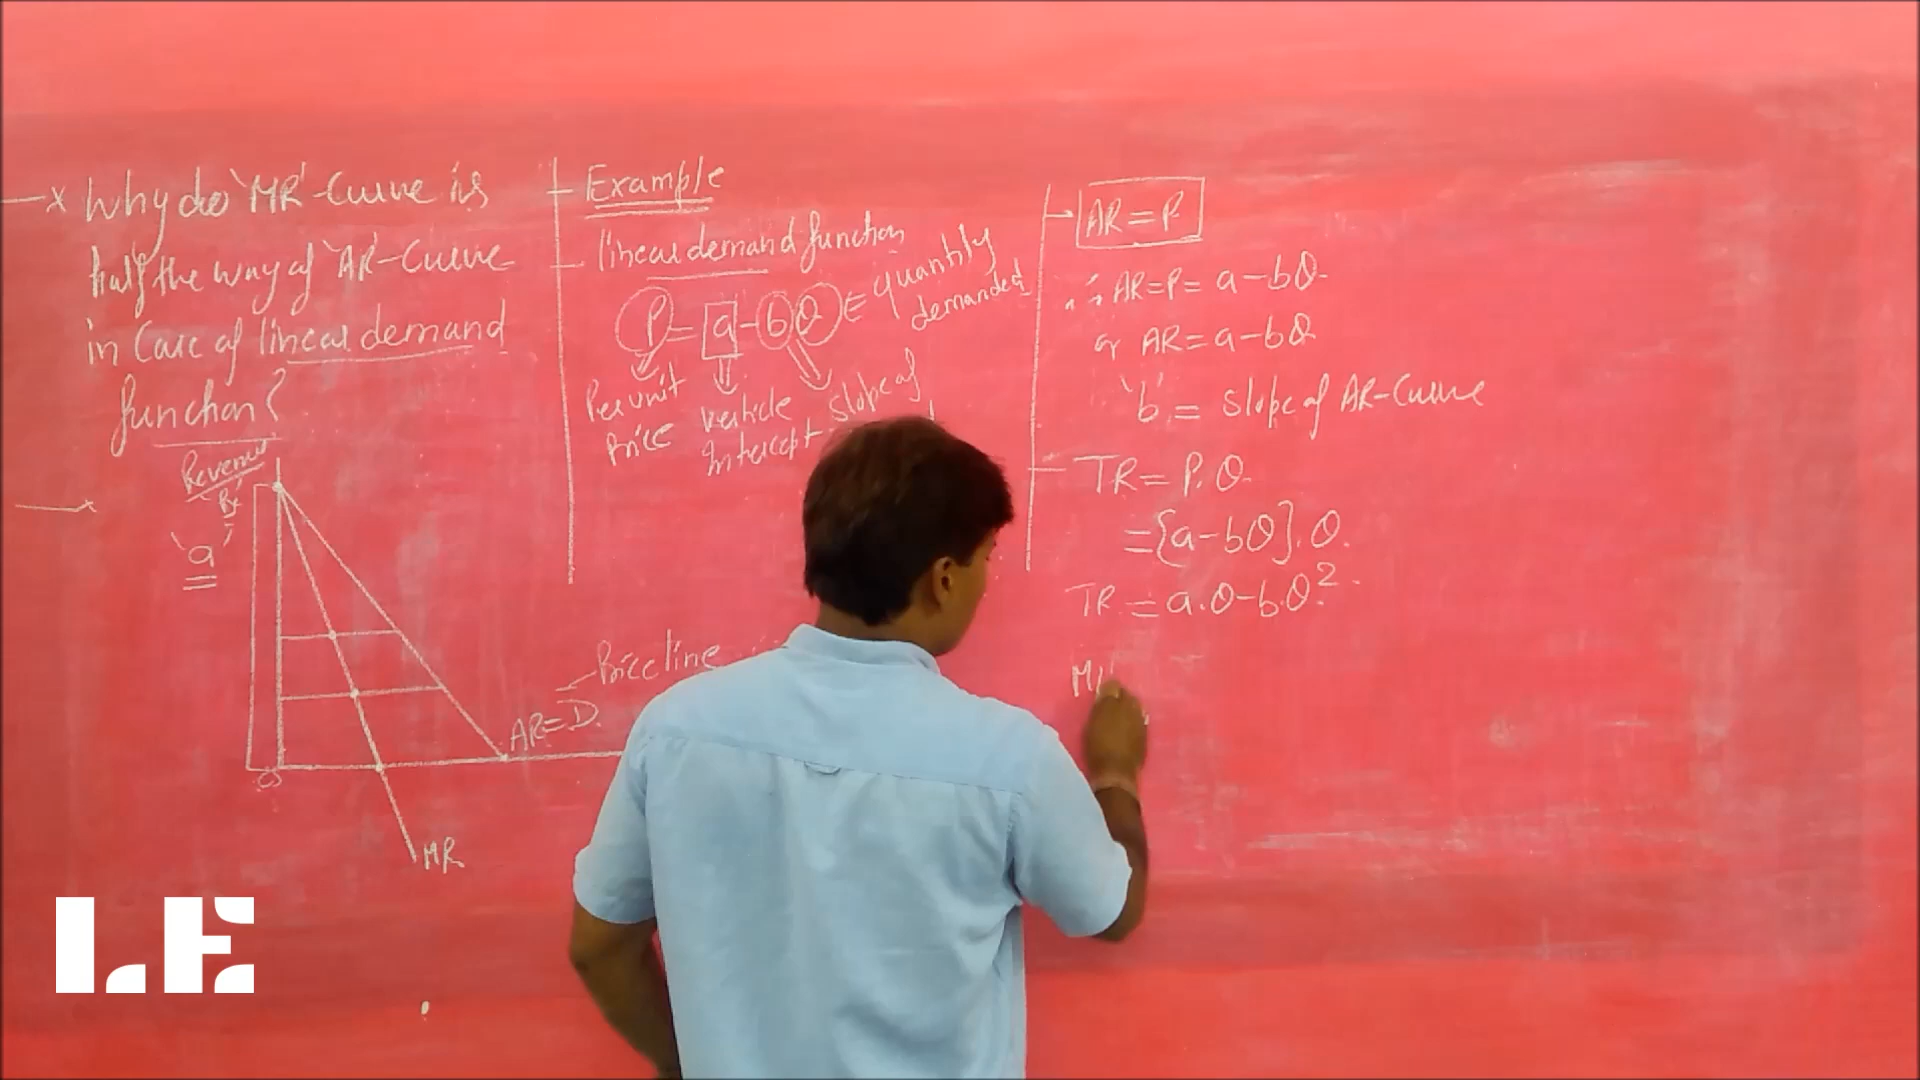 Why do 'MR'-Curve is
half the way of 'AR'-Curve
in Case of linear demand
function?
Revenue
'R'
'a'
AR=D.
Price line
MR
Example
linear demand function
P = a - bQ = quantity
demanded
Per unit
Price
verticle
Intercept
Slope of
AR = P
∴ AR=P= a-bQ
or AR = a-bQ
'b' = Slope of AR-Curve
TR = P.Q.
= {a-bQ}.Q.
TR = a.Q-b.Q².
LE